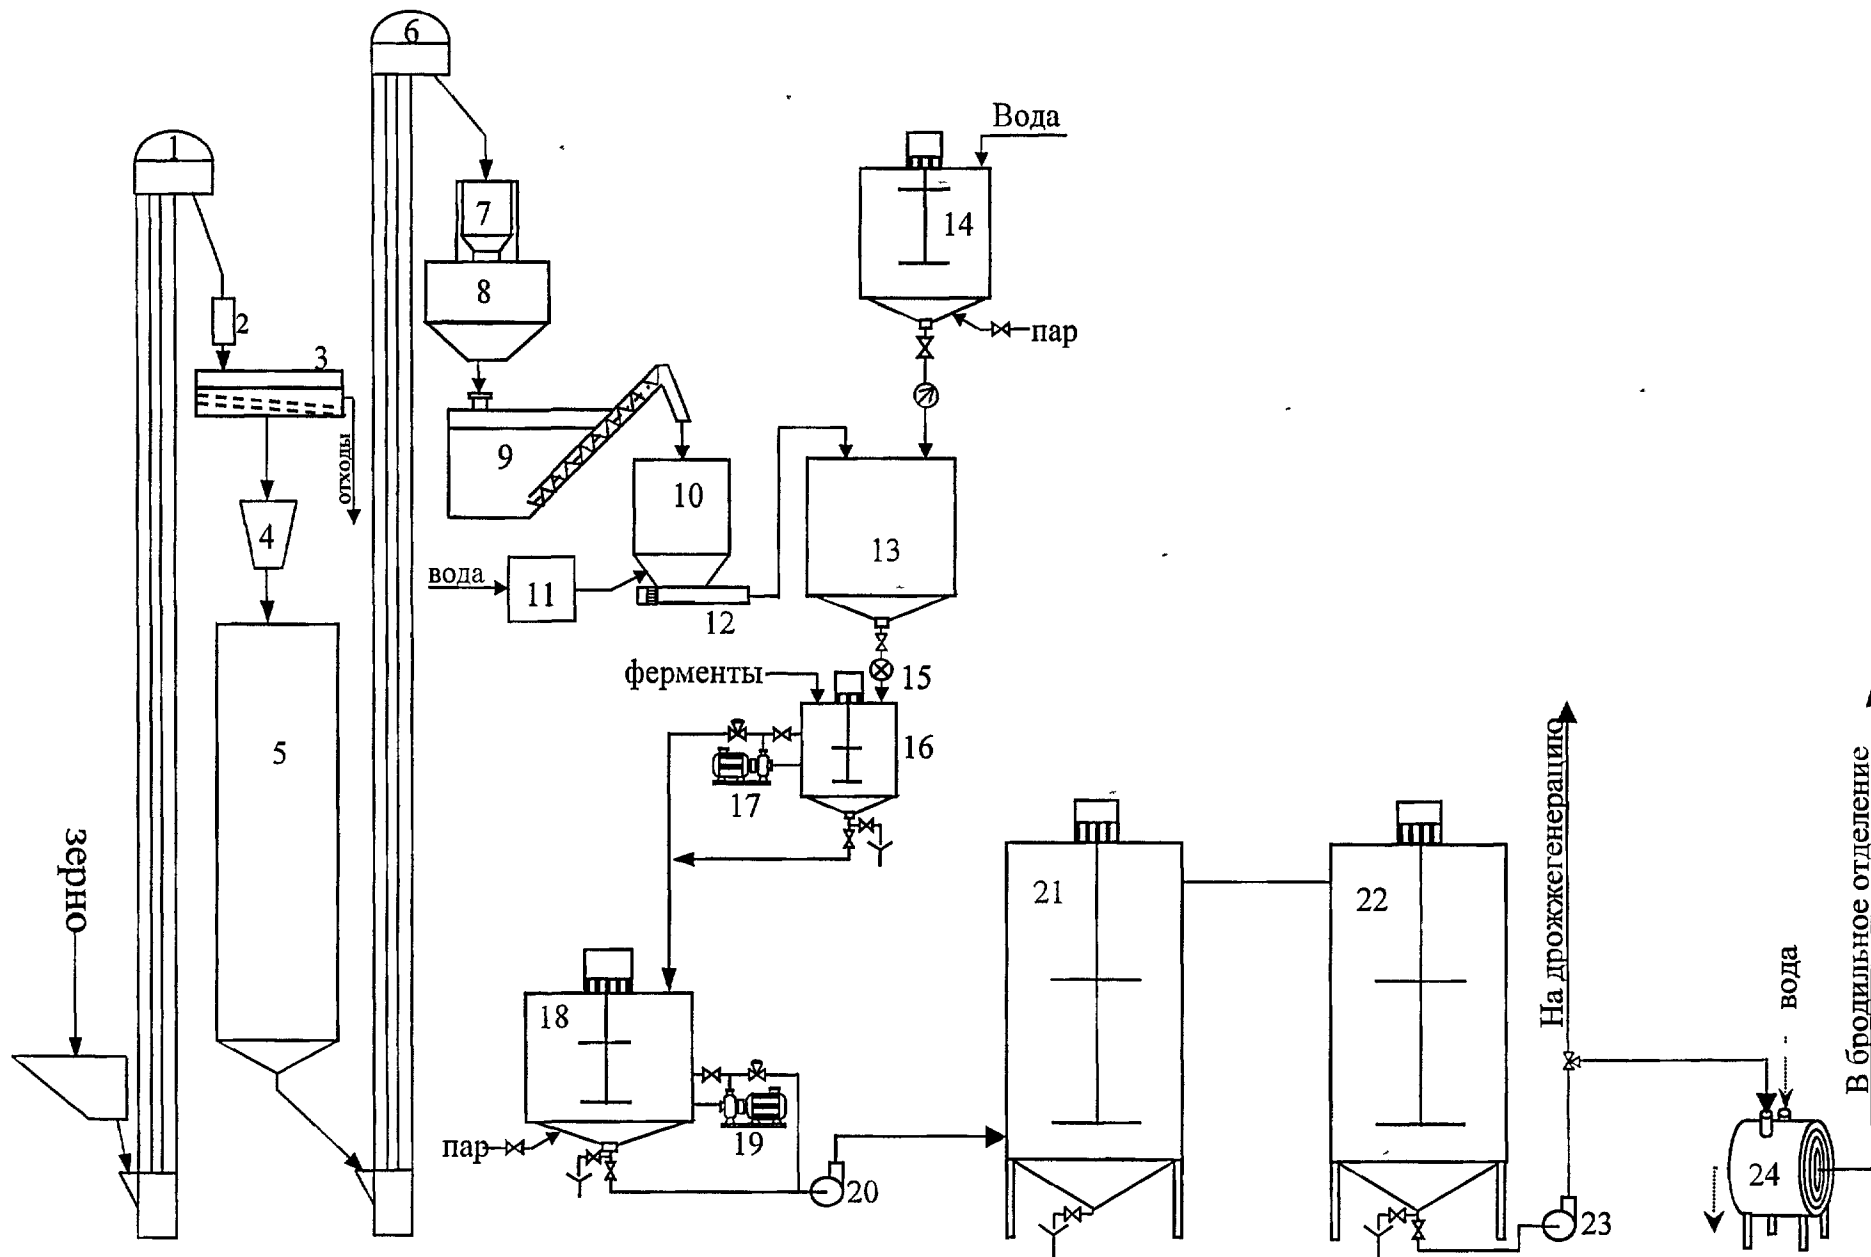 6
1
Вода
7
14
2
8
пар
3
отходы
9
10
4
13
вода
11
12
ферменты
15
16
5
17
зерно
На дрожжегенерацию
В бродильное отделение
21
22
вода
18
19
пар
24
20
23